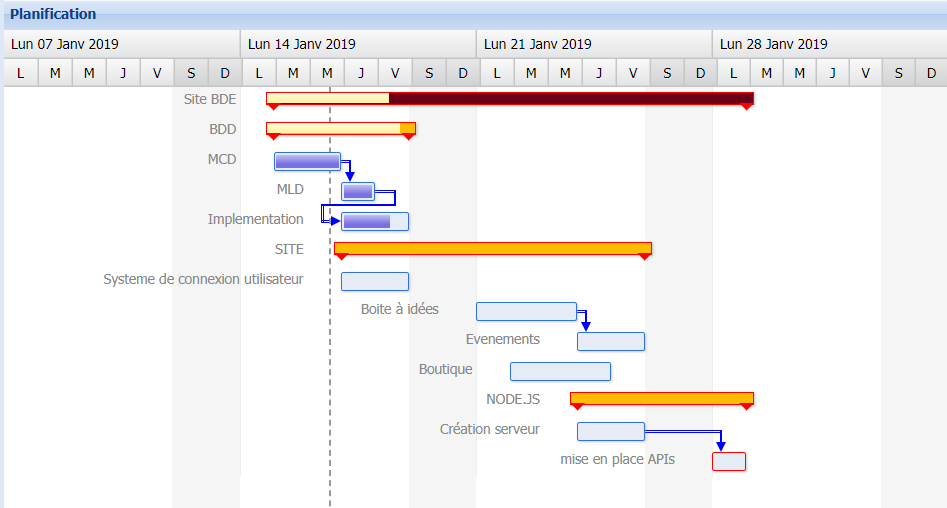 Planification
Lun 07 Janv 2019 Lun 14 Janv 2019 Lun 21 Janv 2019 Lun 28 Janv 2019
L M M J V S D L M M J V S D L M M J V S D L M M J V S D
Site BDE
BDD
MCD
MLD
Implementation
SITE
Systeme de connexion utilisateur
Boite à idées
Evenements
Boutique
NODE.JS
Création serveur
mise en place APIs